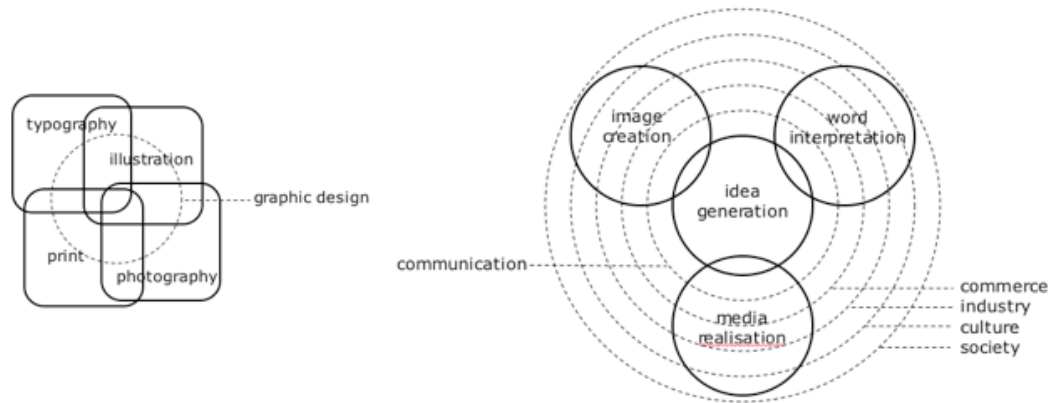 typography
illustration
graphic design
print
photography
image
creation
word
interpretation
idea
generation
communication
media
realisation
commerce
industry
culture
society